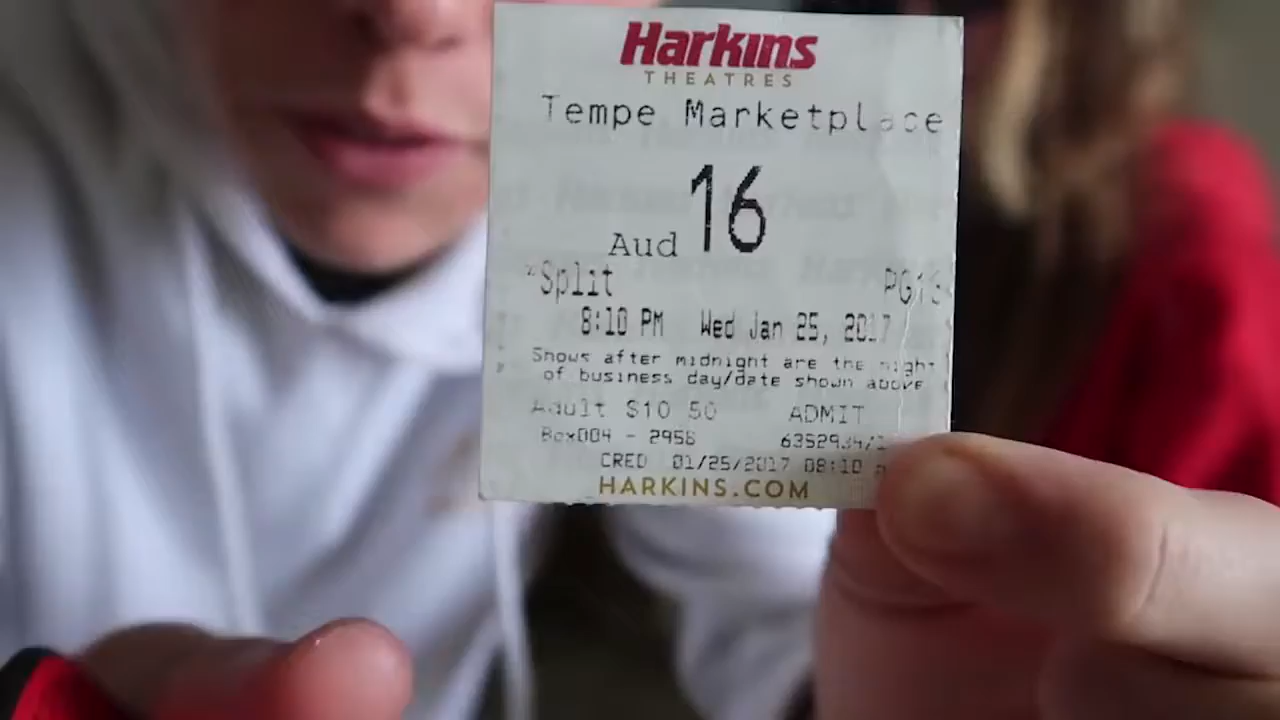 Harkins
THEATRES
Tempe Marketplace
Aud 16
*Split PG13
8:10 PM Wed Jan 25, 2017
Shows after midnight are the night
of business day/date shown above
Adult $10.50 ADMIT
Box004 - 2956
CRED 01/25/2017 08:10
HARKINS.COM